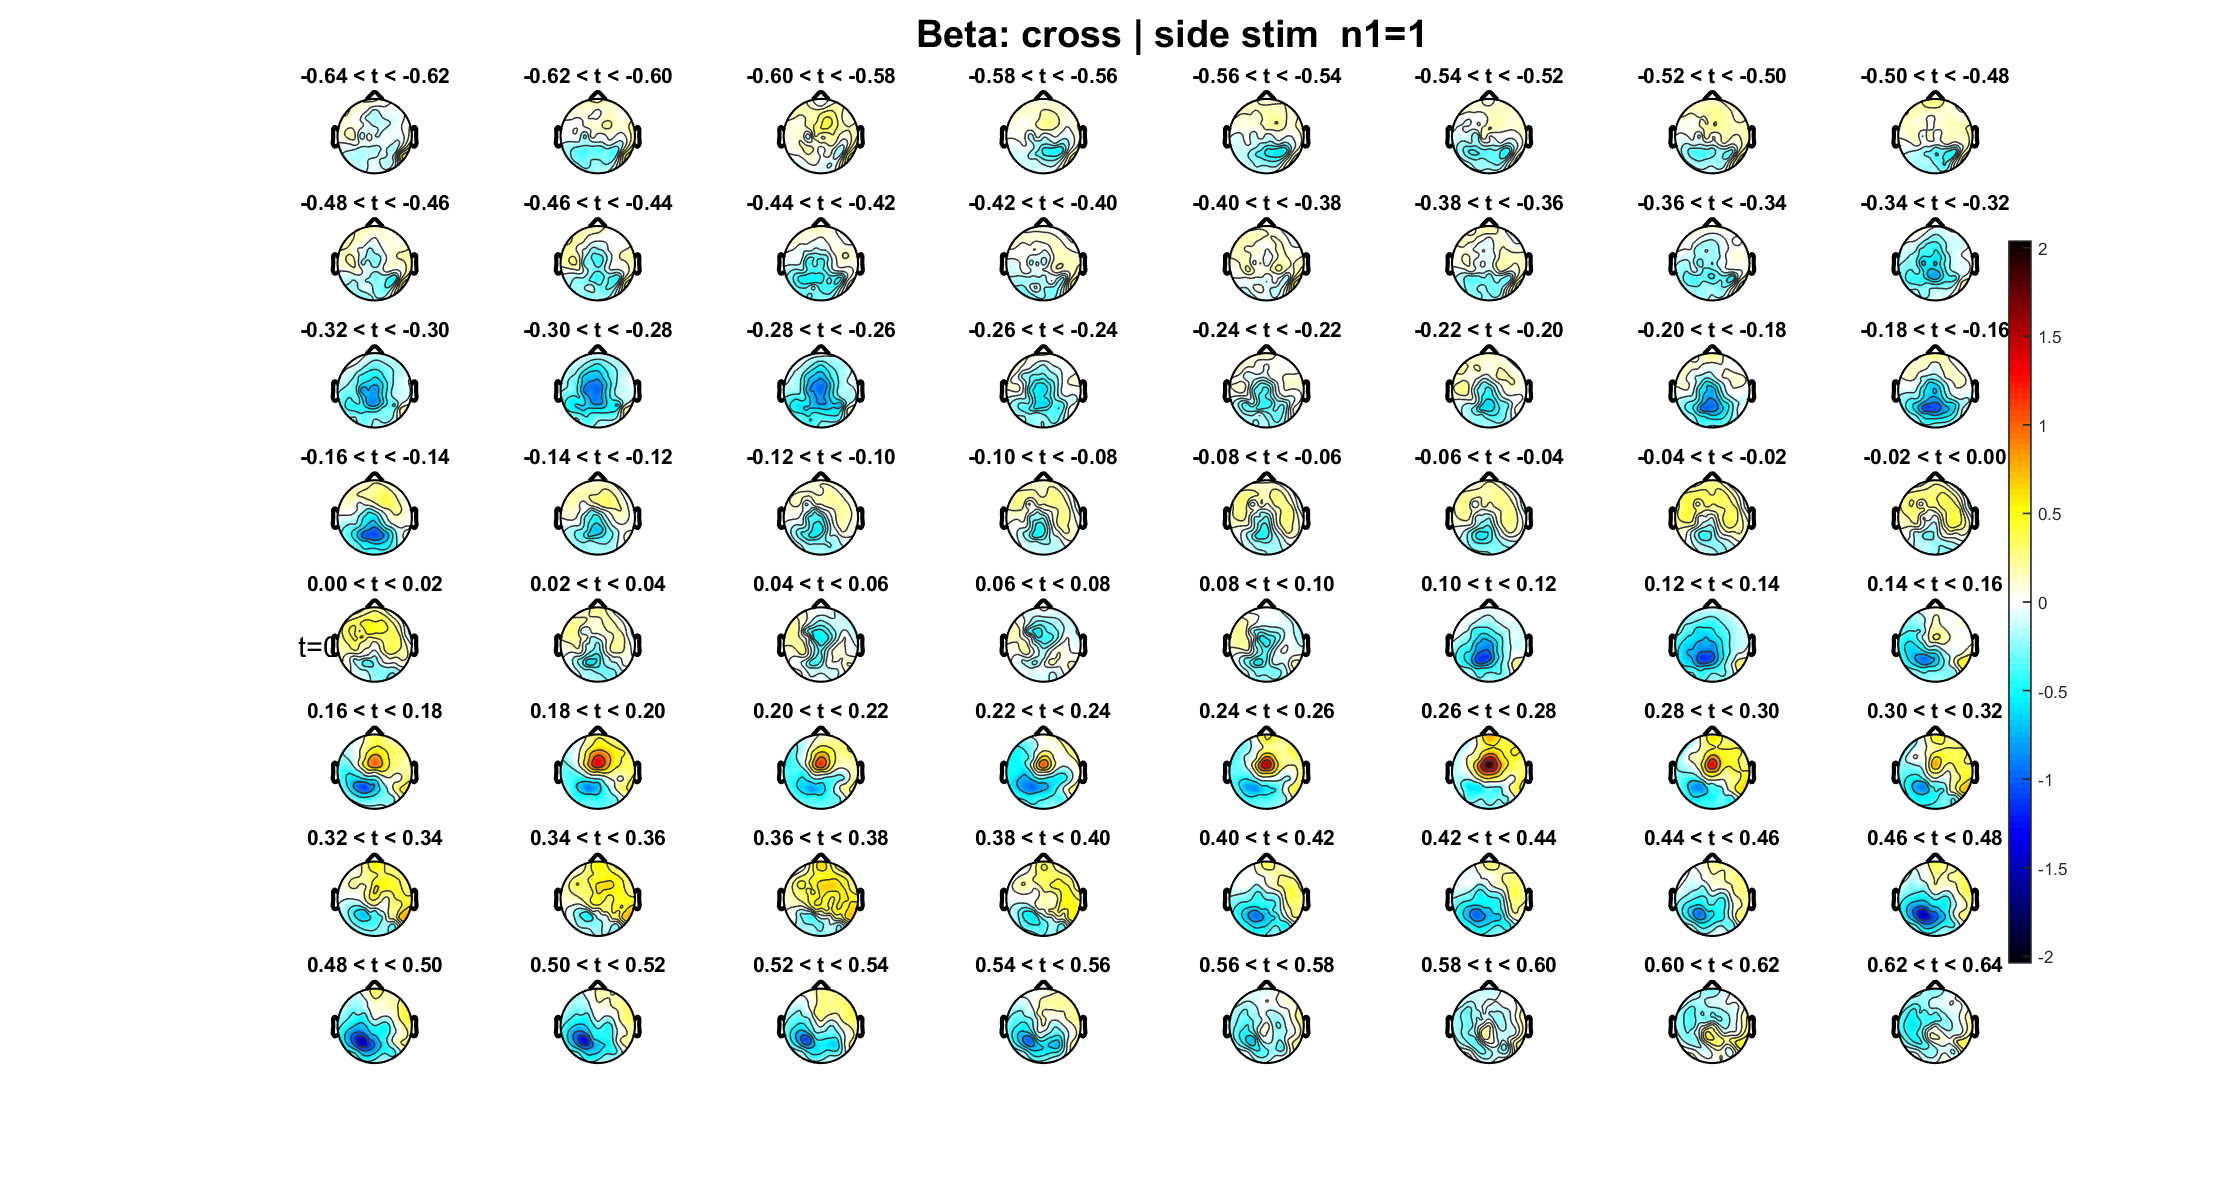 Beta: cross | side stim  n1=1
-0.64 < t < -0.62
-0.62 < t < -0.60
-0.60 < t < -0.58
-0.58 < t < -0.56
-0.56 < t < -0.54
-0.54 < t < -0.52
-0.52 < t < -0.50
-0.50 < t < -0.48
-0.48 < t < -0.46
-0.46 < t < -0.44
-0.44 < t < -0.42
-0.42 < t < -0.40
-0.40 < t < -0.38
-0.38 < t < -0.36
-0.36 < t < -0.34
-0.34 < t < -0.32
-0.32 < t < -0.30
-0.30 < t < -0.28
-0.28 < t < -0.26
-0.26 < t < -0.24
-0.24 < t < -0.22
-0.22 < t < -0.20
-0.20 < t < -0.18
-0.18 < t < -0.16
-0.16 < t < -0.14
-0.14 < t < -0.12
-0.12 < t < -0.10
-0.10 < t < -0.08
-0.08 < t < -0.06
-0.06 < t < -0.04
-0.04 < t < -0.02
-0.02 < t < 0.00
0.00 < t < 0.02
0.02 < t < 0.04
0.04 < t < 0.06
0.06 < t < 0.08
0.08 < t < 0.10
0.10 < t < 0.12
0.12 < t < 0.14
0.14 < t < 0.16
t=0
0.16 < t < 0.18
0.18 < t < 0.20
0.20 < t < 0.22
0.22 < t < 0.24
0.24 < t < 0.26
0.26 < t < 0.28
0.28 < t < 0.30
0.30 < t < 0.32
0.32 < t < 0.34
0.34 < t < 0.36
0.36 < t < 0.38
0.38 < t < 0.40
0.40 < t < 0.42
0.42 < t < 0.44
0.44 < t < 0.46
0.46 < t < 0.48
0.48 < t < 0.50
0.50 < t < 0.52
0.52 < t < 0.54
0.54 < t < 0.56
0.56 < t < 0.58
0.58 < t < 0.60
0.60 < t < 0.62
0.62 < t < 0.64
2
1.5
1
0.5
0
-0.5
-1
-1.5
-2